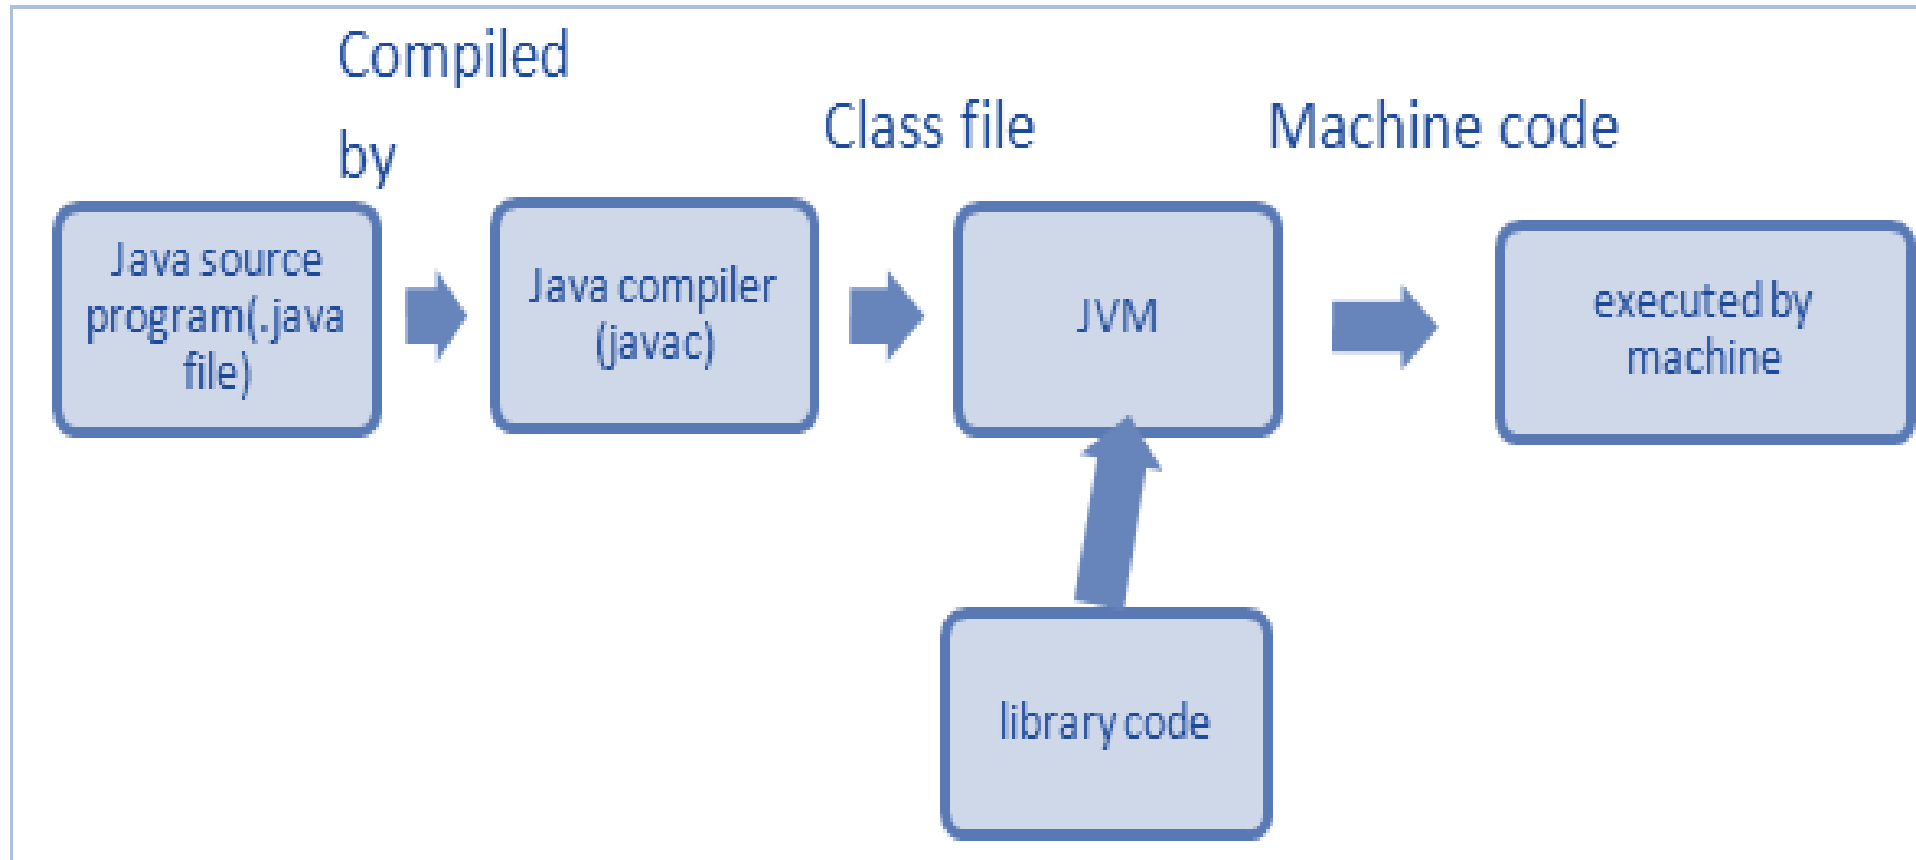 Compiled
by
Class file
Machine code
Java source
program(.java
file)
Java compiler
(javac)
JVM
executed by
machine
library code